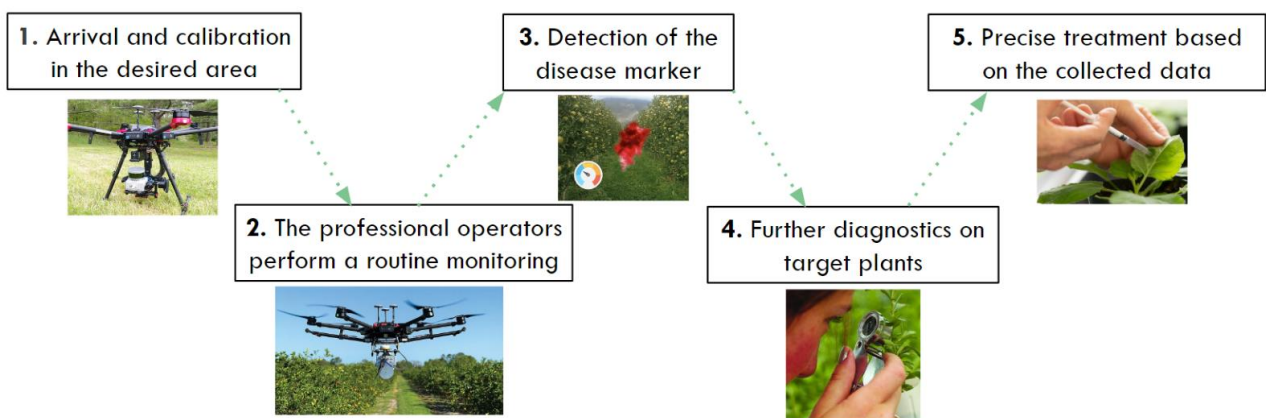 1. Arrival and calibration
in the desired area
2. The professional operators
perform a routine monitoring
3. Detection of the
disease marker
4. Further diagnostics on
target plants
5. Precise treatment based
on the collected data